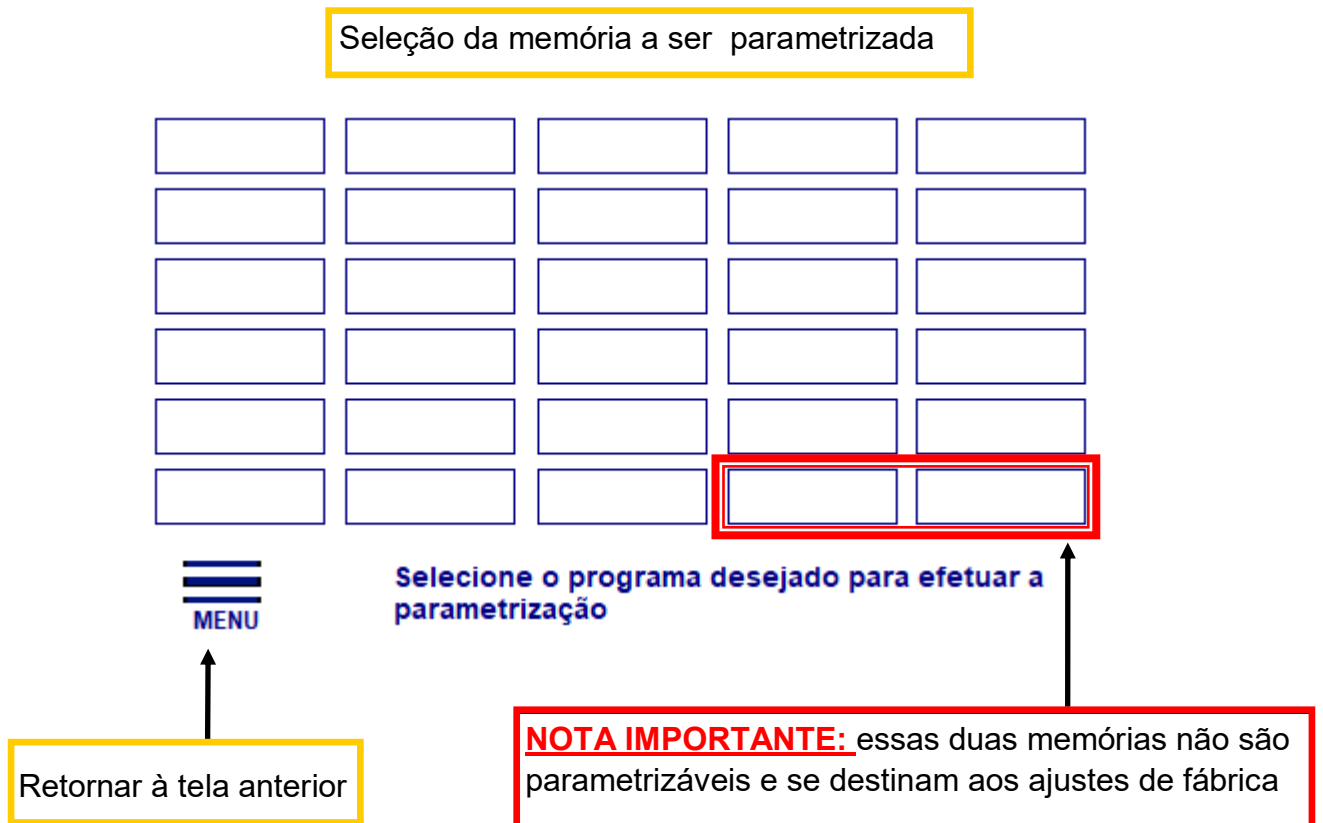 Seleção da memória a ser parametrizada
Selecione o programa desejado para efetuar a
parametrização
MENU
Retornar à tela anterior
NOTA IMPORTANTE: essas duas memórias não são
parametrizáveis e se destinam aos ajustes de fábrica